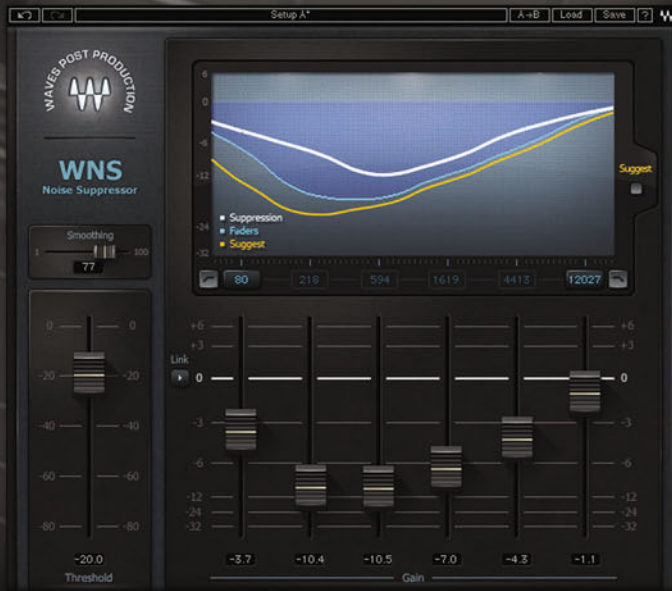 Setup A*
A→B Load Save ?
WAVES POST PRODUCTION
WNS
Noise Suppressor
Smoothing
1 100
77
6
0
-6
-12
-24
-32
Suppression
Faders
Suggest
Suggest
80 218 594 1619 4413 12027
0 0
-20 -20
-40 -40
-60 -60
-80 -80
-20.0
Threshold
Link
+6 +6
+3 +3
0 0
-3 -3
-6 -6
-12 -12
-24 -24
-32 -32
-3.7 -10.4 -10.5 -7.0 -4.3 -1.1
Gain